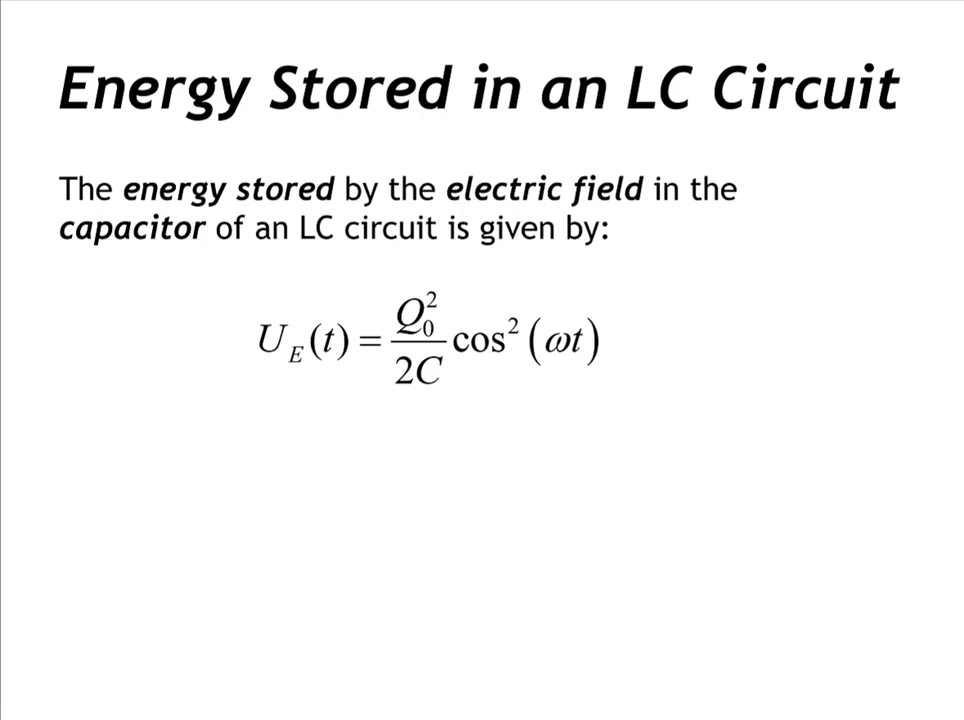 Energy Stored in an LC Circuit
The energy stored by the electric field in the
capacitor of an LC circuit is given by:
U_E(t) = \frac{Q_0^2}{2C} cos^2(ωt)